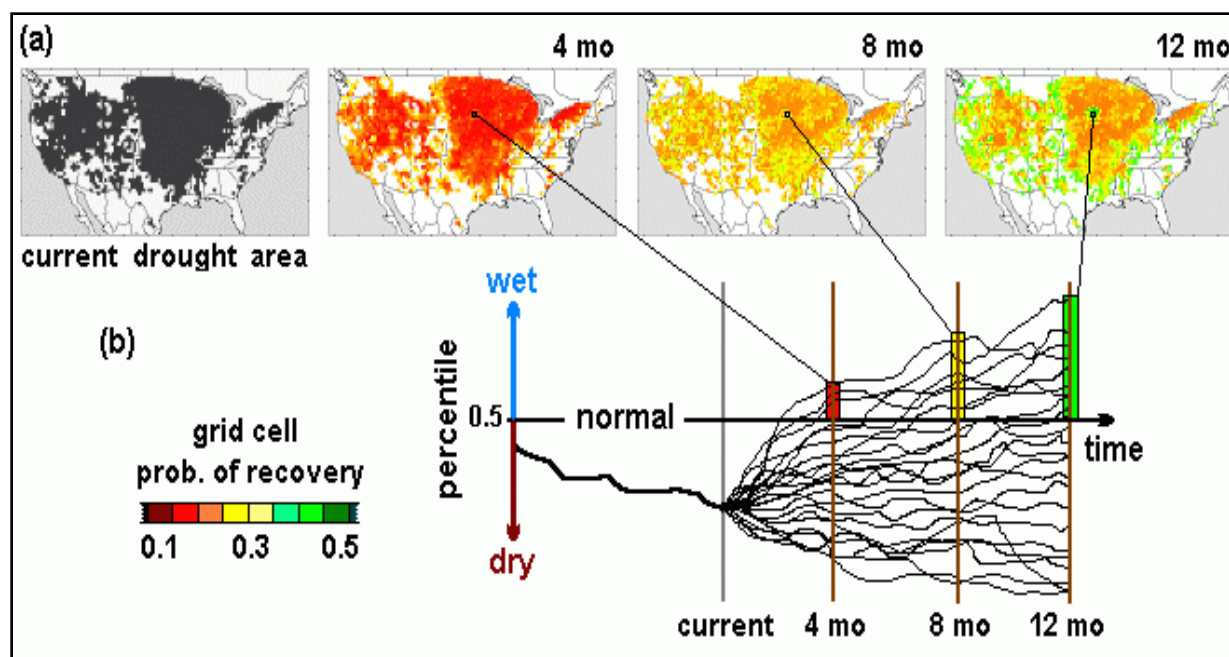 (a)
4 mo
8 mo
12 mo
current drought area
(b)
wet
percentile
0.5
normal
time
dry
grid cell
prob. of recovery
0.1
0.3
0.5
current
4 mo
8 mo
12 mo